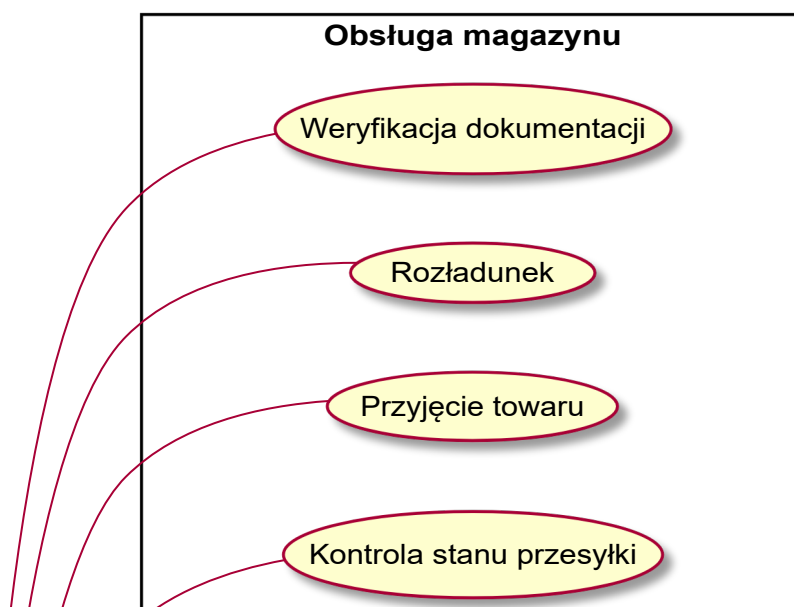 Obsługa magazynu
Weryfikacja dokumentacji
Rozładunek
Przyjęcie towaru
Kontrola stanu przesyłki